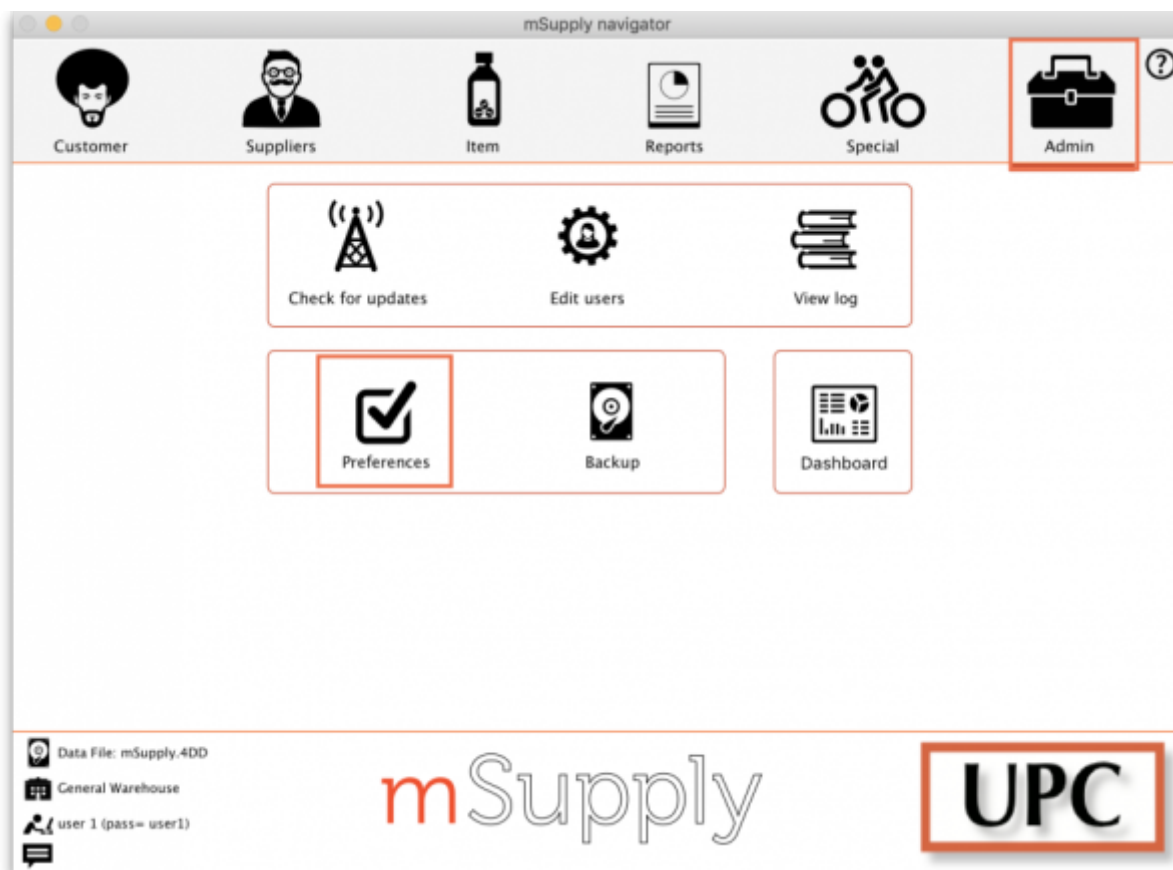 mSupply navigator
Customer Suppliers Item Reports Special Admin ?
Check for updates Edit users View log
Preferences Backup Dashboard
Data File: mSupply.4DD
General Warehouse
user 1 (pass= user1)
mSupply
UPC